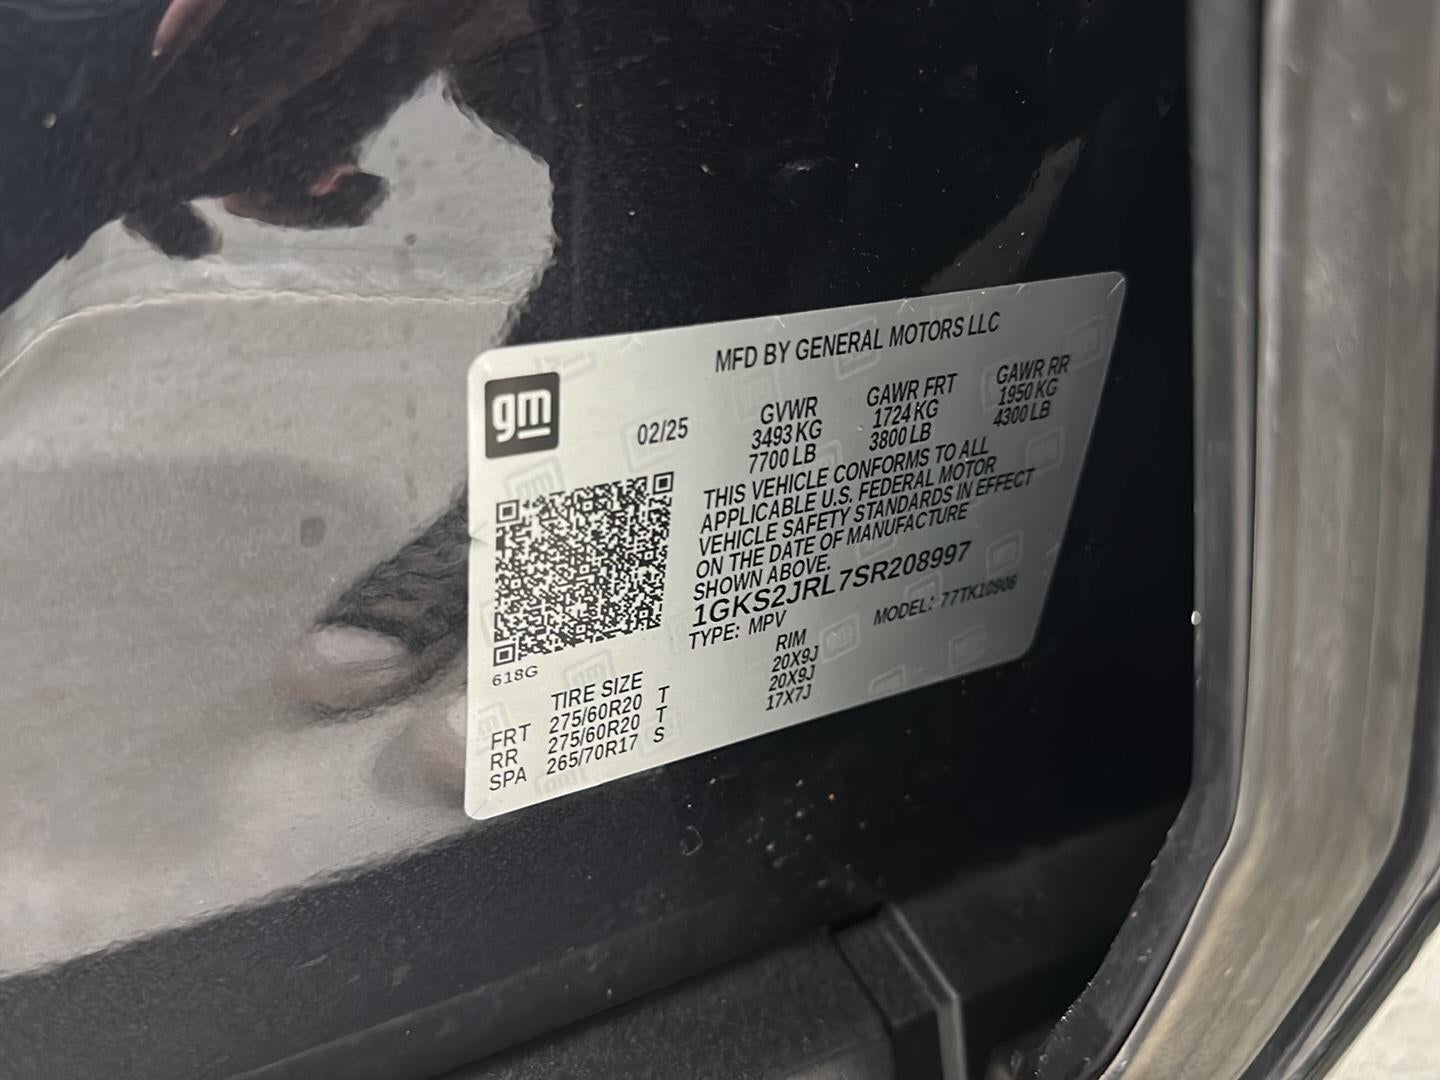 MFD BY GENERAL MOTORS LLC
gm
02/25
GVWR GAWR FRT GAWR RR
3493 KG 1724 KG 1950 KG
7700 LB 3800 LB 4300 LB
THIS VEHICLE CONFORMS TO ALL
APPLICABLE U.S. FEDERAL MOTOR
VEHICLE SAFETY STANDARDS IN EFFECT
ON THE DATE OF MANUFACTURE
SHOWN ABOVE.
1GKS2JRL7SR208997
TYPE: MPV MODEL: 77TK10906
618G
TIRE SIZE RIM
FRT 275/60R20 T 20X9J
RR 275/60R20 T 20X9J
SPA 265/70R17 S 17X7J